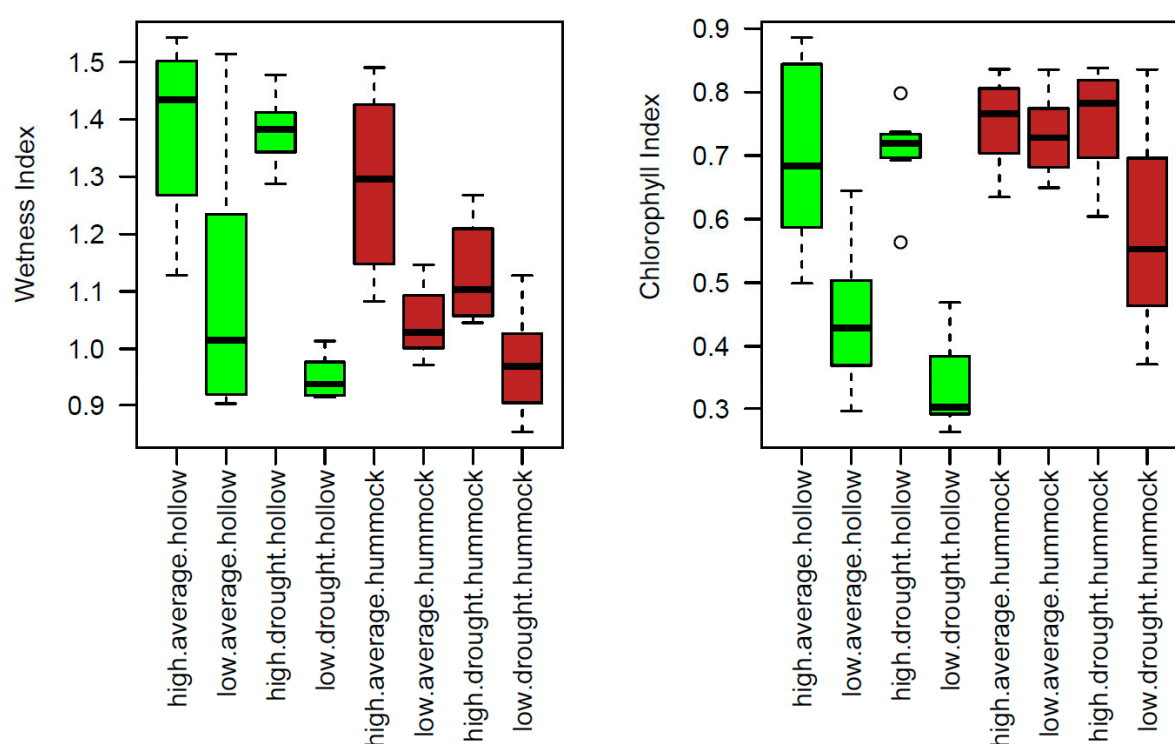 Wetness Index
1.5
1.4
1.3
1.2
1.1
1.0
0.9
high.average.hollow
low.average.hollow
high.drought.hollow
low.drought.hollow
high.average.hummock
low.average.hummock
high.drought.hummock
low.drought.hummock
Chlorophyll Index
0.9
0.8
0.7
0.6
0.5
0.4
0.3
high.average.hollow
low.average.hollow
high.drought.hollow
low.drought.hollow
high.average.hummock
low.average.hummock
high.drought.hummock
low.drought.hummock